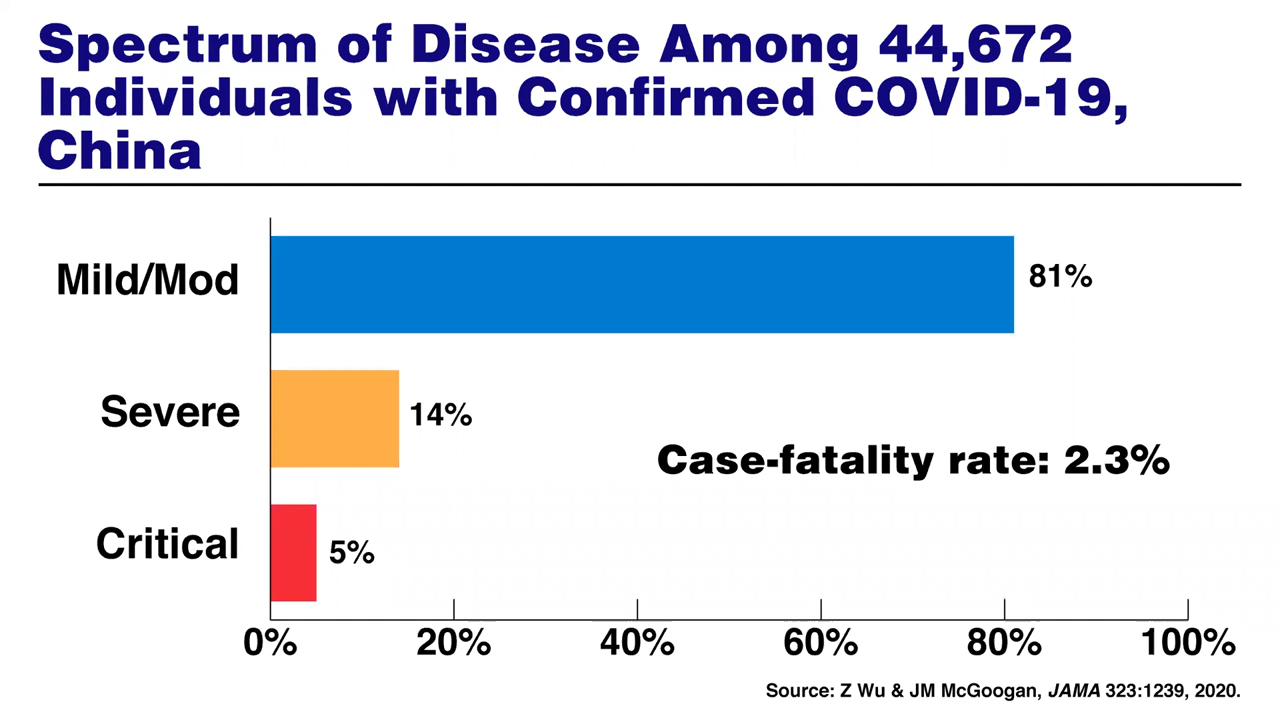 Spectrum of Disease Among 44,672
Individuals with Confirmed COVID-19,
China
Mild/Mod
81%
Severe
14%
Case-fatality rate: 2.3%
Critical
5%
0% 20% 40% 60% 80% 100%
Source: Z Wu & JM McGoogan, JAMA 323:1239, 2020.